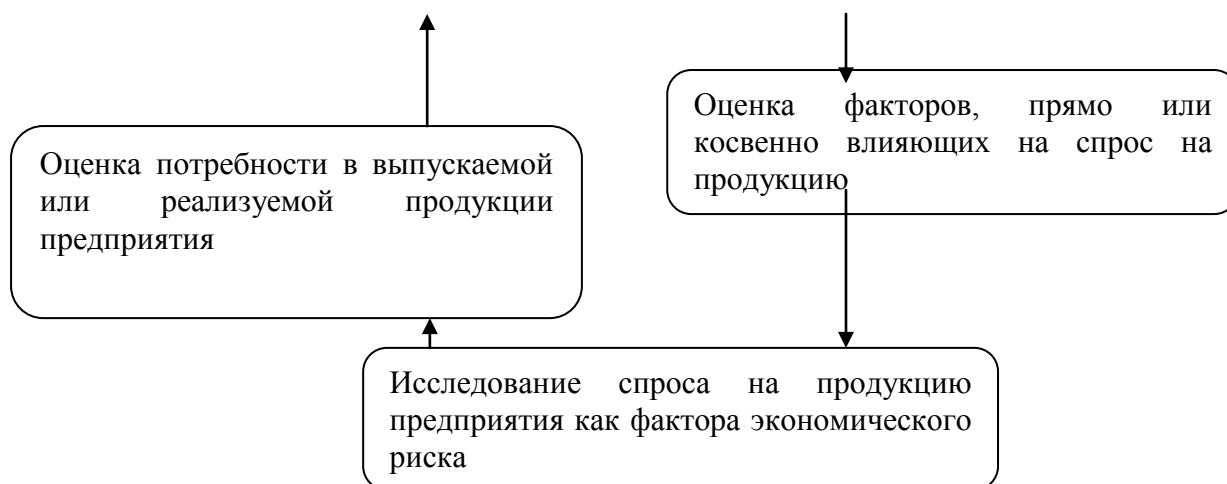 Оценка факторов, прямо или
косвенно влияющих на спрос на
продукцию
Оценка потребности в выпускаемой
или реализуемой продукции
предприятия
Исследование спроса на продукцию
предприятия как фактора экономического
риска